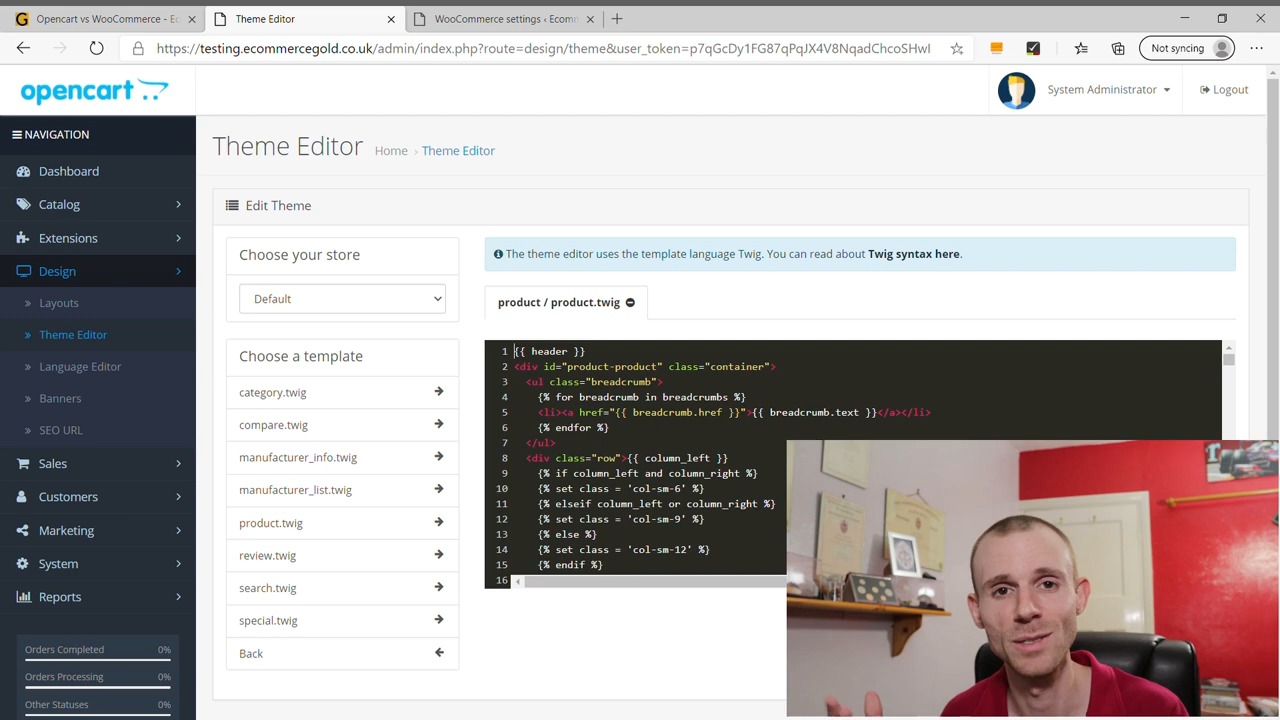 Opencart vs WooCommerce - Ec
Theme Editor
WooCommerce settings ‹ Ecomm
https://testing.ecommercegold.co.uk/admin/index.php?route=design/theme&user_token=p7qGcDy1FG87qPqJX4V8NqadChcoSHwI
Not syncing
opencart
System Administrator
Logout
NAVIGATION
Dashboard
Catalog
Extensions
Design
Layouts
Theme Editor
Language Editor
Banners
SEO URL
Sales
Customers
Marketing
System
Reports
Orders Completed 0%
Orders Processing 0%
Other Statuses 0%
Theme Editor
Home › Theme Editor
Edit Theme
Choose your store
Default
Choose a template
category.twig
compare.twig
manufacturer_info.twig
manufacturer_list.twig
product.twig
review.twig
search.twig
special.twig
Back
The theme editor uses the template language Twig. You can read about Twig syntax here.
product / product.twig
1 {{ header }}
2 <div id="product-product" class="container">
3 <ul class="breadcrumb">
4 {% for breadcrumb in breadcrumbs %}
5 <li><a href="{{ breadcrumb.href }}">{{ breadcrumb.text }}</a></li>
6 {% endfor %}
7 </ul>
8 <div class="row">{{ column_left }}
9 {% if column_left and column_right %}
10 {% set class = 'col-sm-6' %}
11 {% elseif column_left or column_right %}
12 {% set class = 'col-sm-9' %}
13 {% else %}
14 {% set class = 'col-sm-12' %}
15 {% endif %}
16